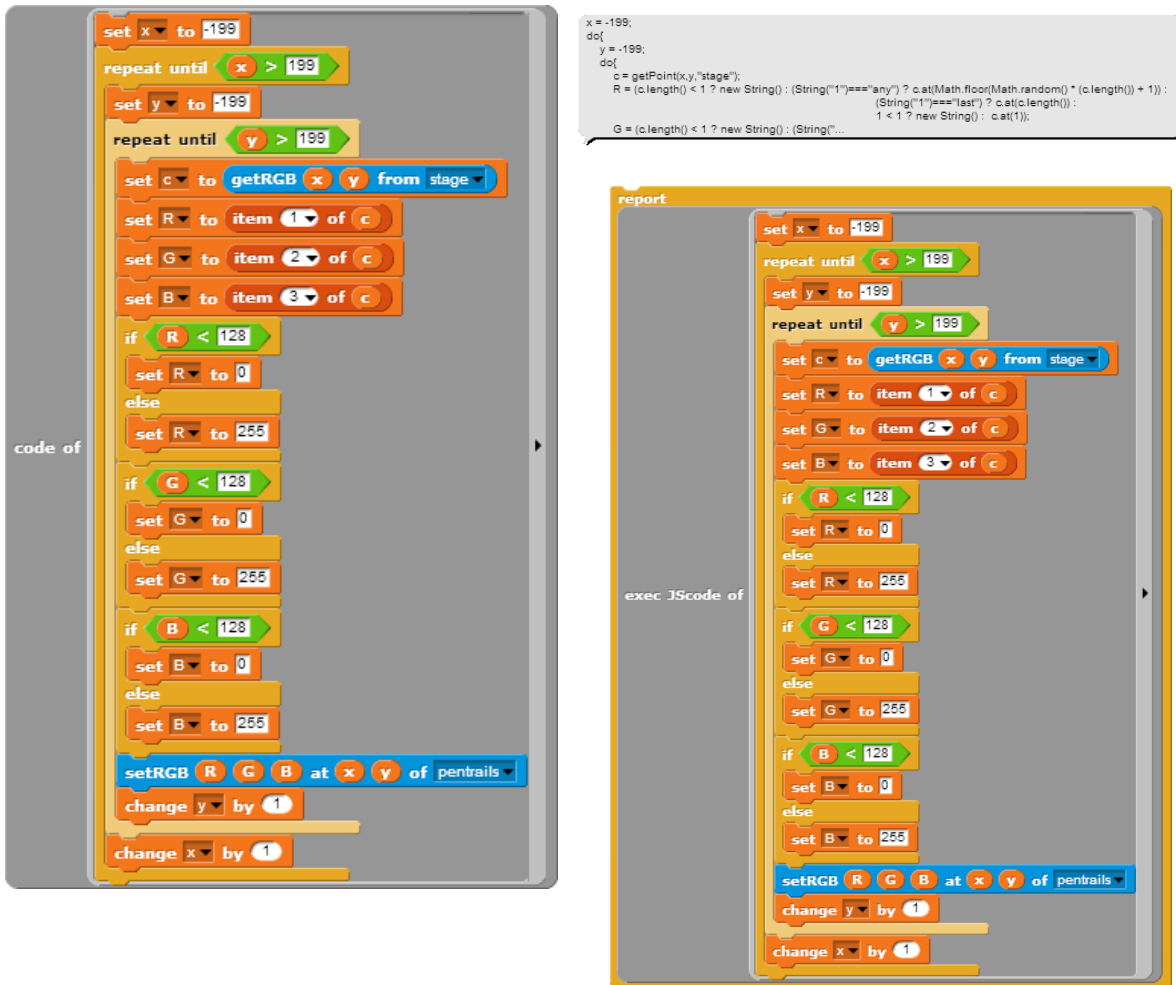 set x to -199
repeat until x > 199
set y to -199
repeat until y > 199
set c to getRGB x y from stage
set R to item 1 of c
set G to item 2 of c
set B to item 3 of c
if R < 128
set R to 0
else
set R to 255
if G < 128
code of
set G to 0
else
set G to 255
if B < 128
set B to 0
else
set B to 255
setRGB R G B at x y of pentrails
change y by 1
change x by 1
x = -199;
do{
y = -199;
do{
c = getPoint(x,y,"stage");
R = (c.length() < 1 ? new String() : (String("1")==="any") ? c.at(Math.floor(Math.random() * (c.length()) + 1)) :
(String("1")==="last") ? c.at(c.length()) :
1 < 1 ? new String() : c.at(1));
G = (c.length() < 1 ? new String() : (String("...
report
set x to -199
repeat until x > 199
set y to -199
repeat until y > 199
set c to getRGB x y from stage
set R to item 1 of c
set G to item 2 of c
set B to item 3 of c
if R < 128
set R to 0
else
set R to 255
exec JScode of
if G < 128
set G to 0
else
set G to 255
if B < 128
set B to 0
else
set B to 255
setRGB R G B at x y of pentrails
change y by 1
change x by 1